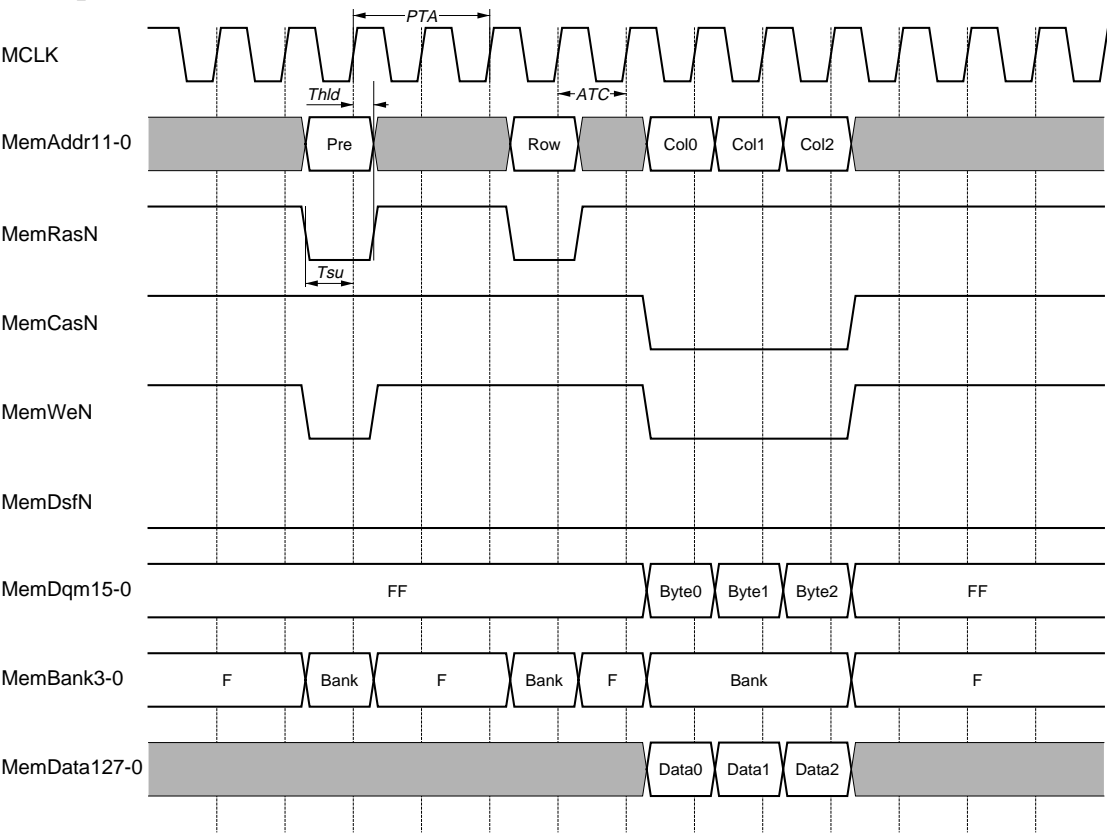 PTA
MCLK
Thld
ATC
MemAddr11-0 Pre Row Col0 Col1 Col2
MemRasN
Tsu
MemCasN
MemWeN
MemDsfN
MemDqm15-0 FF Byte0 Byte1 Byte2 FF
MemBank3-0 F Bank F Bank F Bank F
MemData127-0 Data0 Data1 Data2